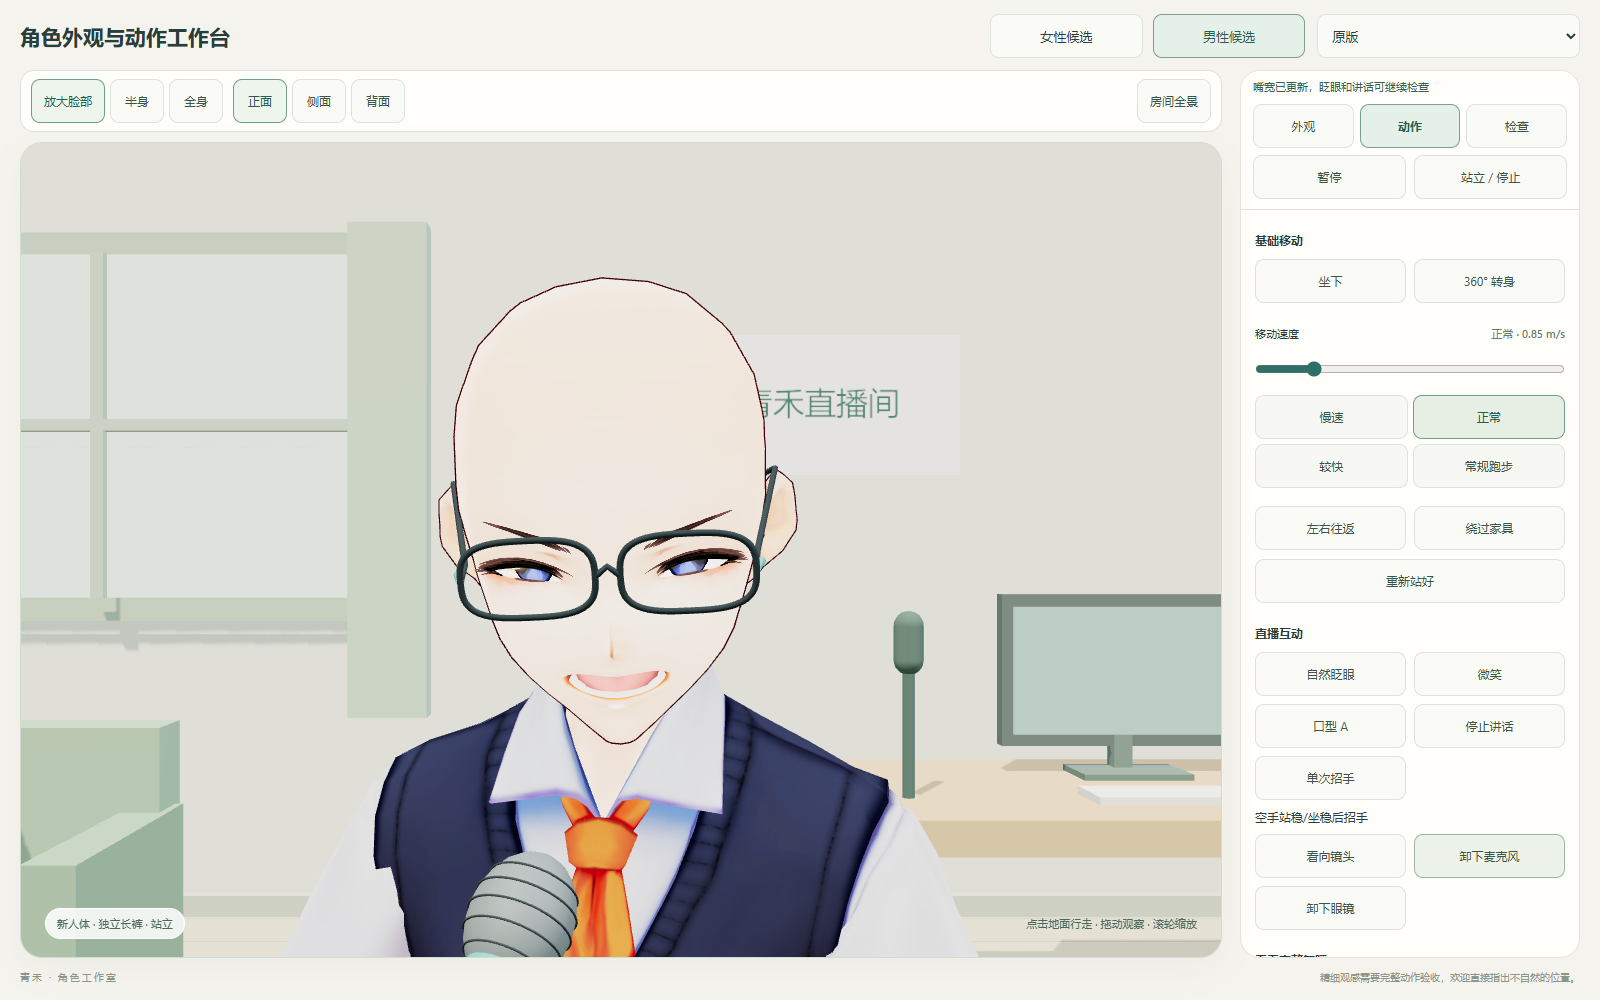 角色外观与动作工作台
女性候选
男性候选
原版
放大脸部
半身
全身
正面
侧面
背面
房间全景
嘴宽已更新，眨眼和讲话可继续检查
外观
动作
检查
暂停
站立 / 停止
基础移动
坐下
360° 转身
移动速度
正常 · 0.85 m/s
慢速
正常
较快
常规跑步
左右往返
绕过家具
重新站好
直播互动
自然眨眼
微笑
口型 A
停止讲话
单次招手
空手站稳/坐稳后招手
看向镜头
卸下麦克风
卸下眼镜
禾直播间
新人体 · 独立长裤 · 站立
点击地面行走 · 拖动观察 · 滚轮缩放
青禾 · 角色工作室
精细观感需要完整动作验收，欢迎直接指出不自然的位置。